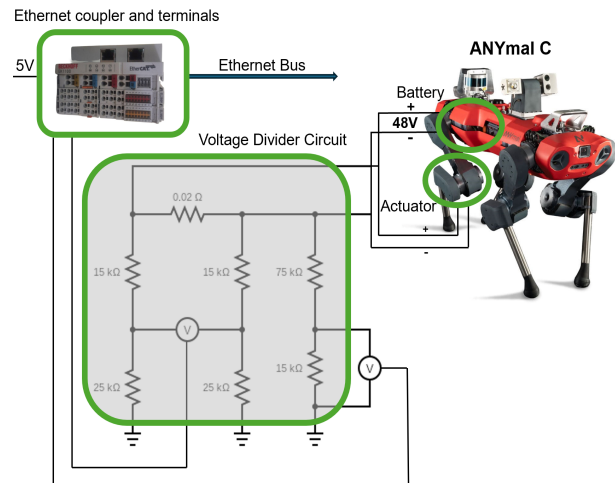 Ethernet coupler and terminals
5V
Ethernet Bus
ANYmal C
Battery
+
48V
-
Voltage Divider Circuit
Actuator
+
-
0.02 Ω
15 kΩ
15 kΩ
75 kΩ
V
V
25 kΩ
25 kΩ
15 kΩ